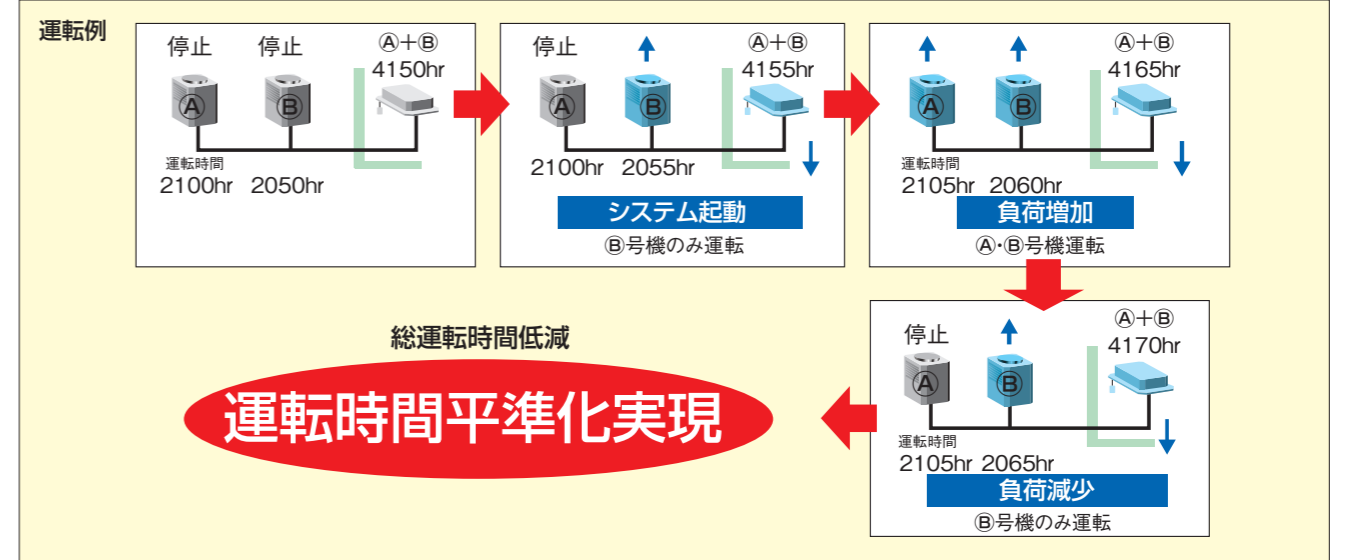 運転例
停止 停止 Ⓐ+Ⓑ
4150hr
Ⓐ Ⓑ
運転時間
2100hr 2050hr
停止 Ⓐ+Ⓑ
4155hr
Ⓐ Ⓑ
2100hr 2055hr
システム起動
Ⓑ号機のみ運転
Ⓐ+Ⓑ
4165hr
Ⓐ Ⓑ
運転時間
2105hr 2060hr
負荷増加
Ⓐ・Ⓑ号機運転
停止 Ⓐ+Ⓑ
4170hr
Ⓐ Ⓑ
運転時間
2105hr 2065hr
負荷減少
Ⓑ号機のみ運転
総運転時間低減
運転時間平準化実現